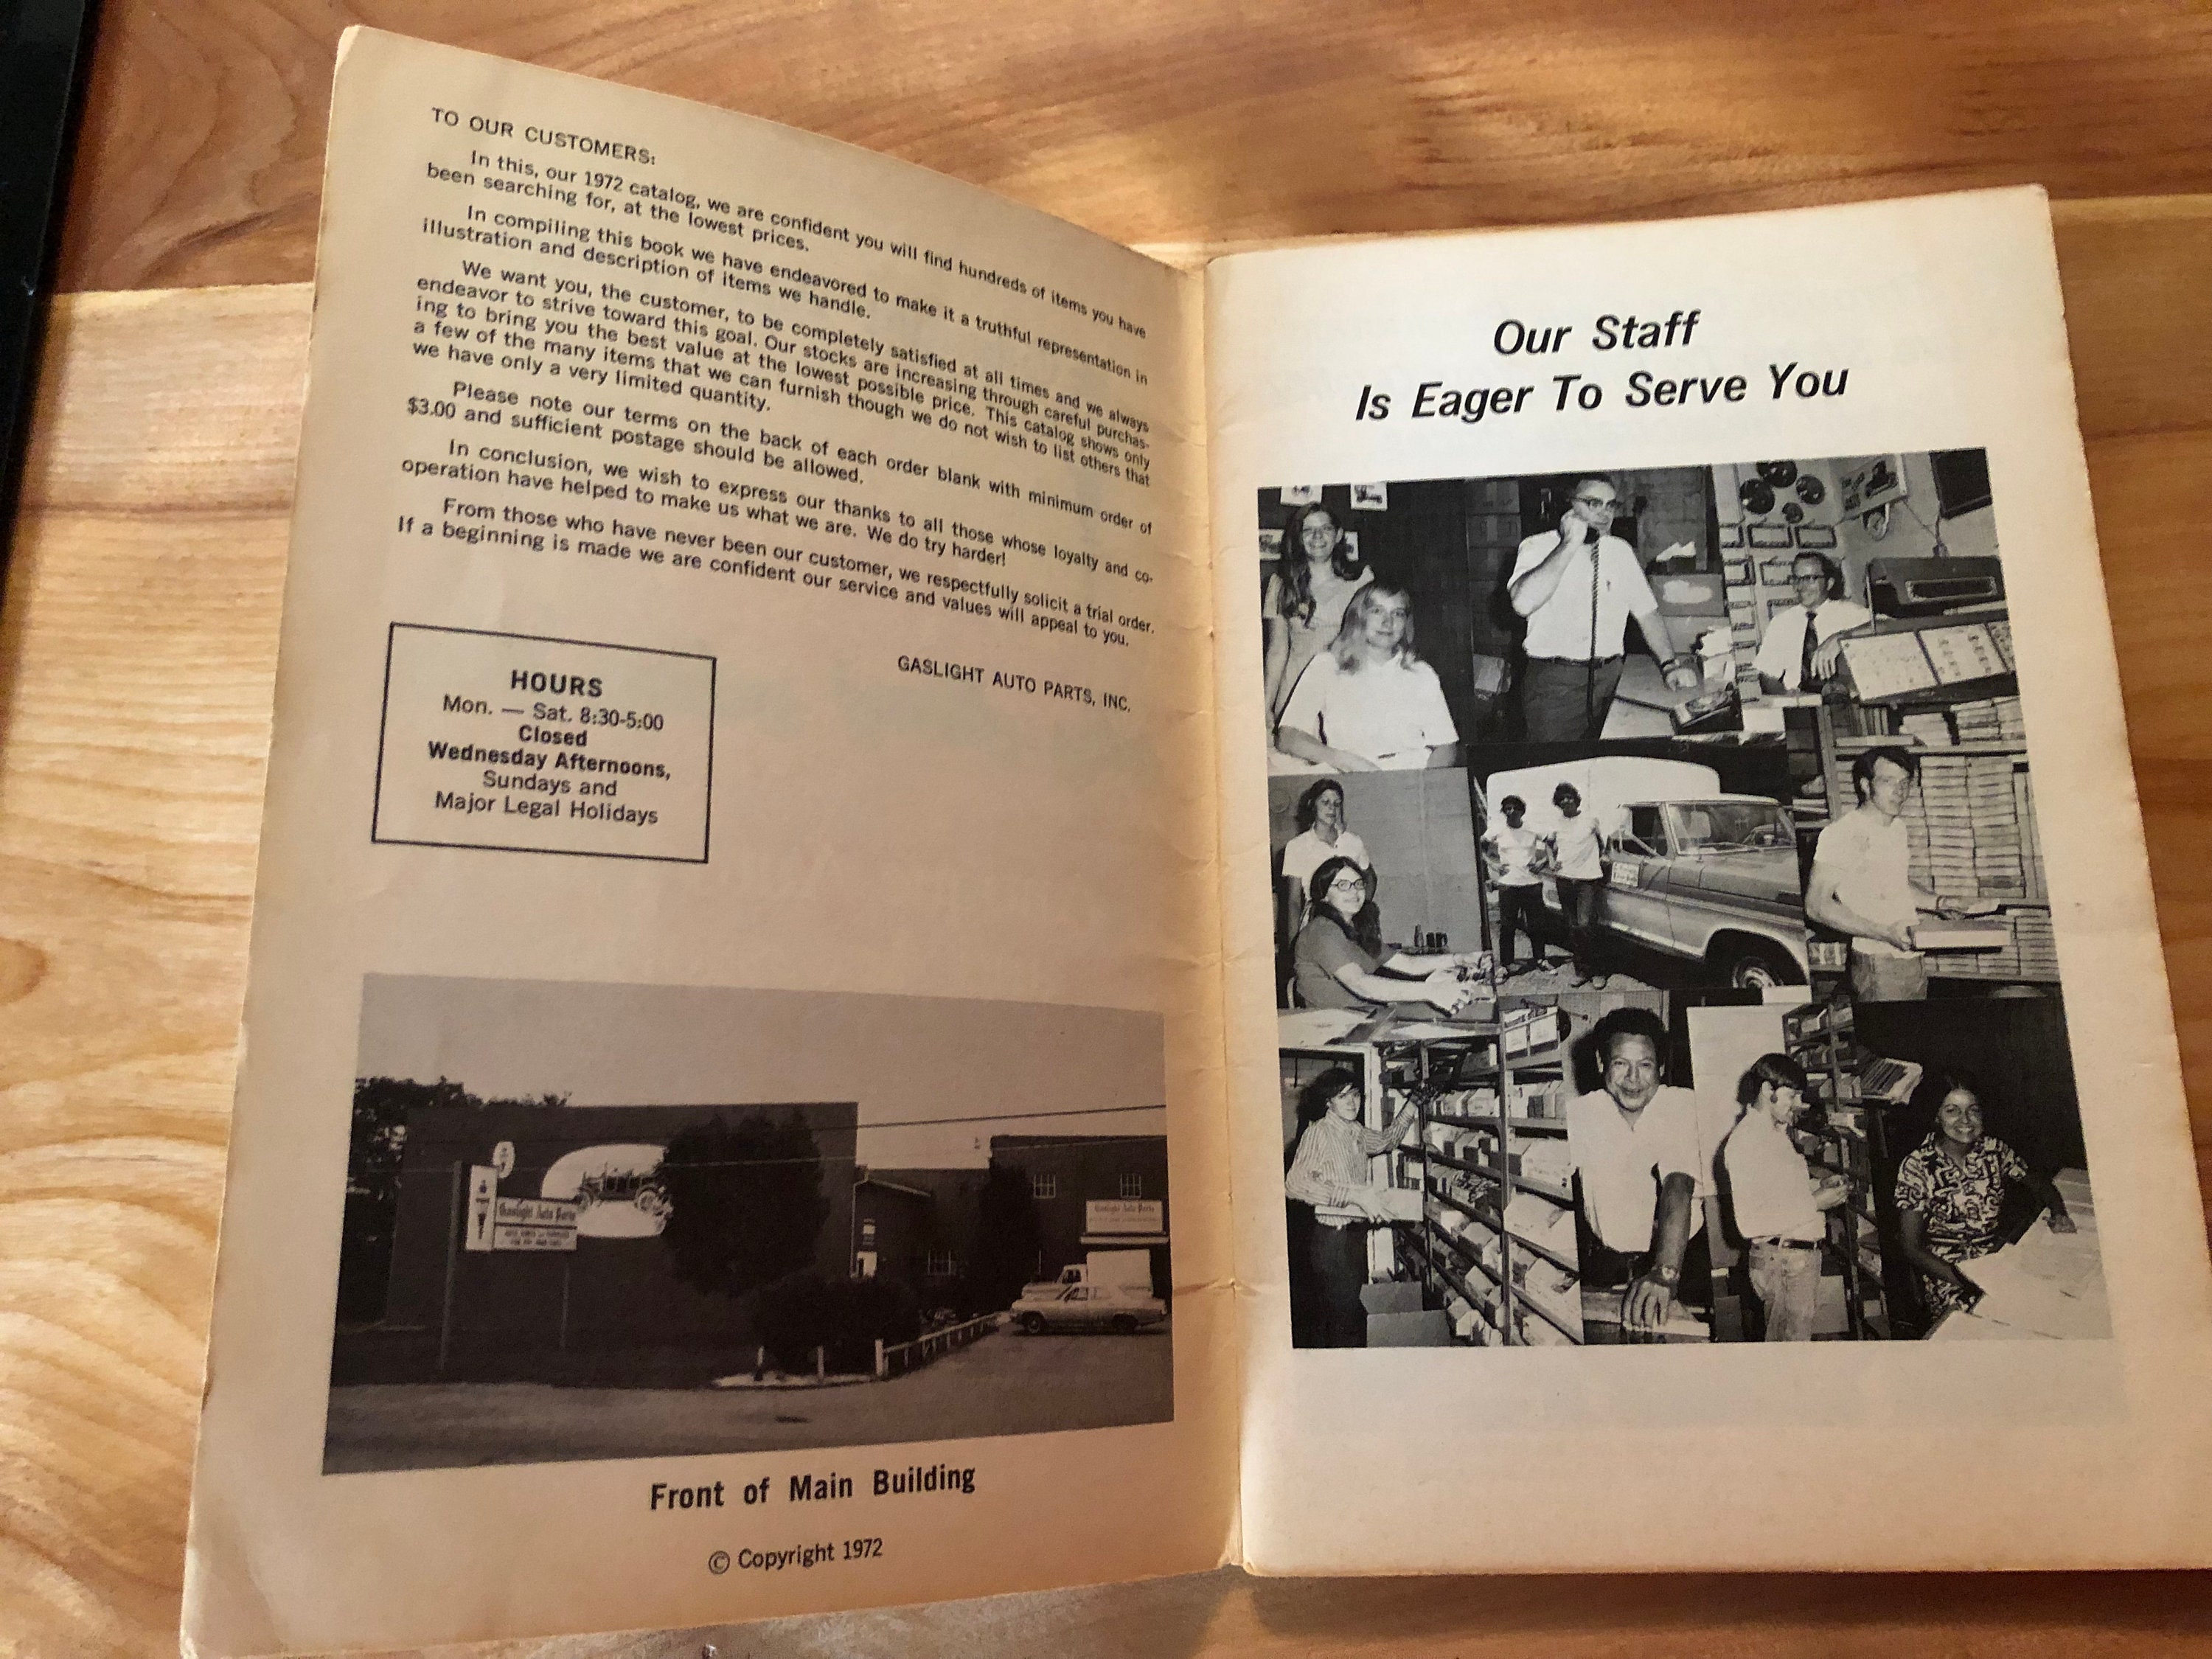 TO OUR CUSTOMERS:
In this, our 1972 catalog, we are confident you will find hundreds of items you have
been searching for, at the lowest prices.
In compiling this book we have endeavored to make it a truthful representation in
illustration and description of items we handle.
We want you, the customer, to be completely satisfied at all times and we always
endeavor to strive toward this goal. Our stocks are increasing through careful purchas-
ing to bring you the best value at the lowest possible price. This catalog shows only
a few of the many items that we can furnish though we do not wish to list others that
we have only a very limited quantity.
Please note our terms on the back of each order blank with minimum order of
$3.00 and sufficient postage should be allowed.
In conclusion, we wish to express our thanks to all those whose loyalty and co-
operation have helped to make us what we are. We do try harder!
From those who have never been our customer, we respectfully solicit a trial order.
If a beginning is made we are confident our service and values will appeal to you.
GASLIGHT AUTO PARTS, INC.
HOURS
Mon. — Sat. 8:30-5:00
Closed
Wednesday Afternoons,
Sundays and
Major Legal Holidays
Gaslight Auto Parts
Gaslight Auto Parts
Front of Main Building
© Copyright 1972
Our Staff
Is Eager To Serve You